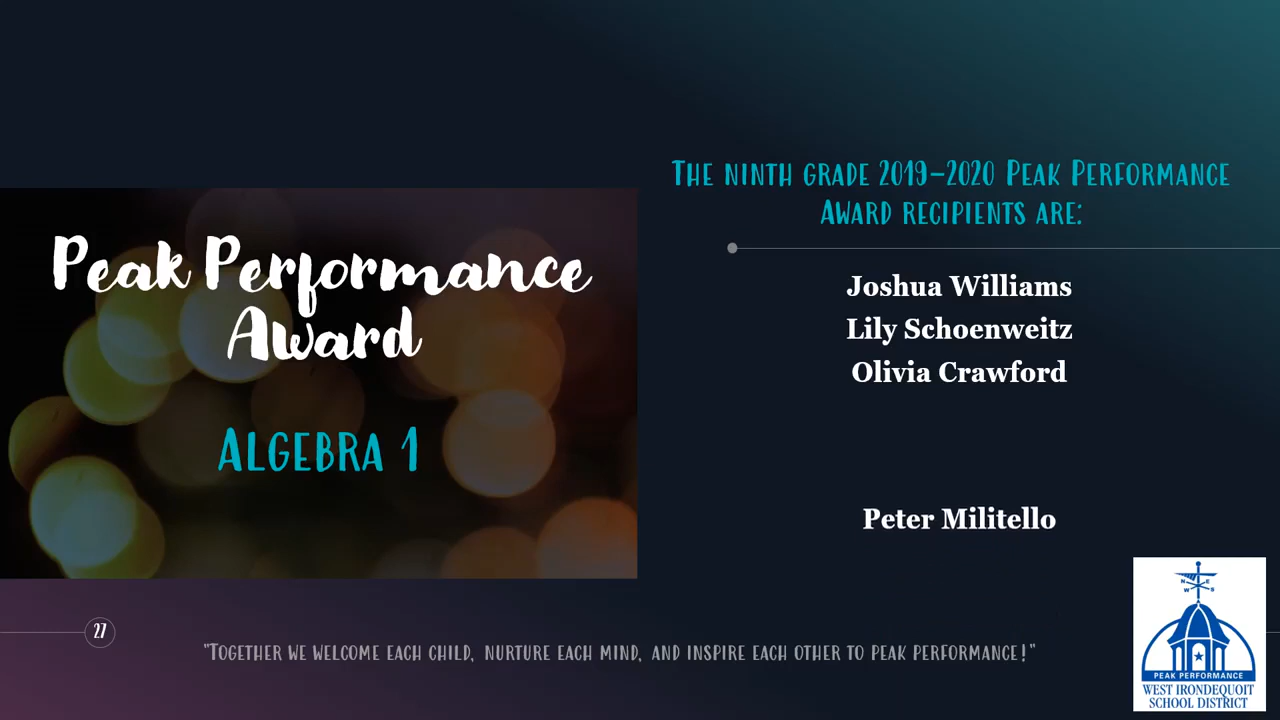 Peak Performance
Award
Algebra 1
The ninth grade 2019-2020 Peak Performance
Award recipients are:
Joshua Williams
Lily Schoenweitz
Olivia Crawford
Peter Militello
27
"Together we welcome each child, nurture each mind, and inspire each other to peak performance!"
N E
W S
PEAK PERFORMANCE
WEST IRONDEQUOIT
SCHOOL DISTRICT